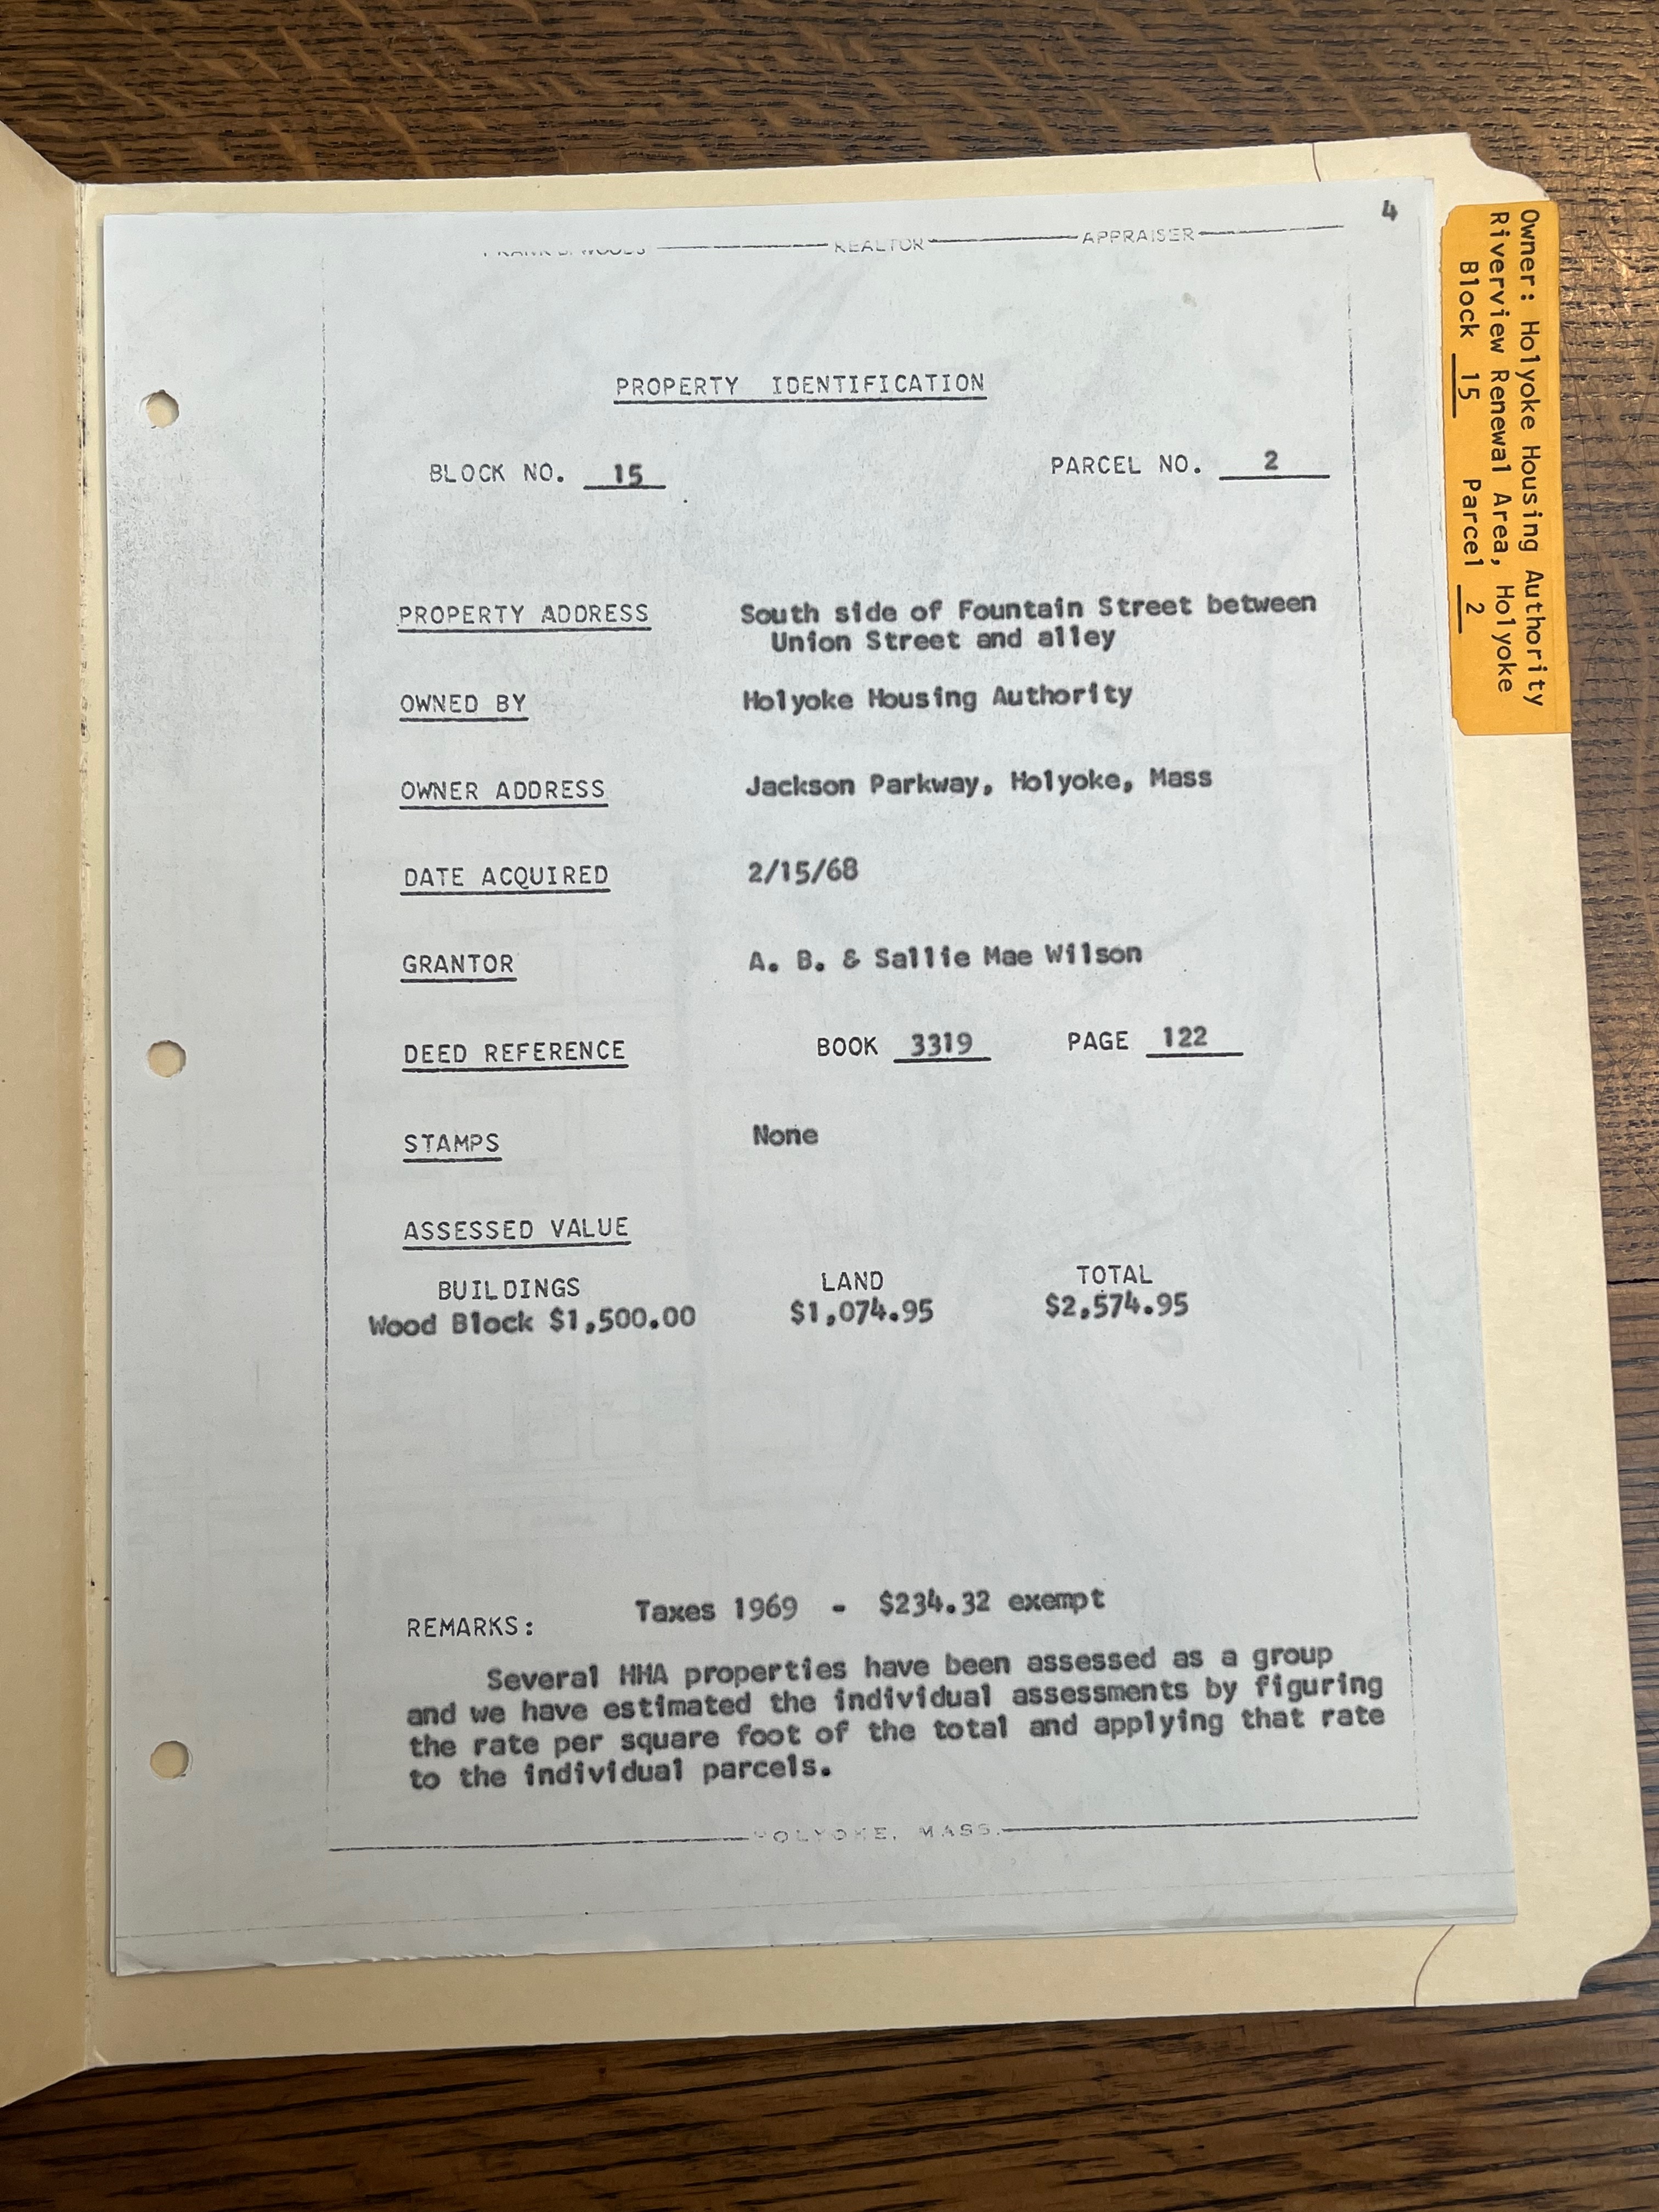 4
REALTOR APPRAISER
PROPERTY IDENTIFICATION
BLOCK NO. 15 PARCEL NO. 2
PROPERTY ADDRESS South side of Fountain Street between
Union Street and alley
OWNED BY Holyoke Housing Authority
OWNER ADDRESS Jackson Parkway, Holyoke, Mass
DATE ACQUIRED 2/15/68
GRANTOR A. B. & Sallie Mae Wilson
DEED REFERENCE BOOK 3319 PAGE 122
STAMPS None
ASSESSED VALUE
BUILDINGS LAND TOTAL
Wood Block $1,500.00 $1,074.95 $2,574.95
REMARKS: Taxes 1969 - $234.32 exempt
Several HHA properties have been assessed as a group
and we have estimated the individual assessments by figuring
the rate per square foot of the total and applying that rate
to the individual parcels.
HOLYOKE, MASS.
Owner: Holyoke Housing Authority
Riverview Renewal Area, Holyoke
Block 15 Parcel 2